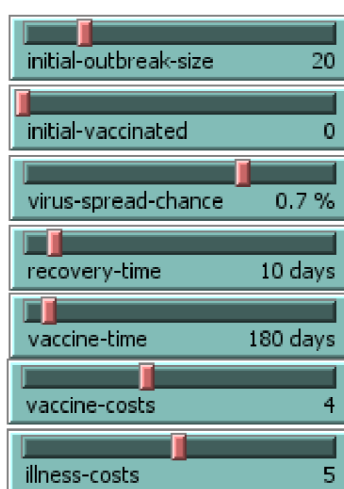 initial-outbreak-size 20
initial-vaccinated 0
virus-spread-chance 0.7 %
recovery-time 10 days
vaccine-time 180 days
vaccine-costs 4
illness-costs 5